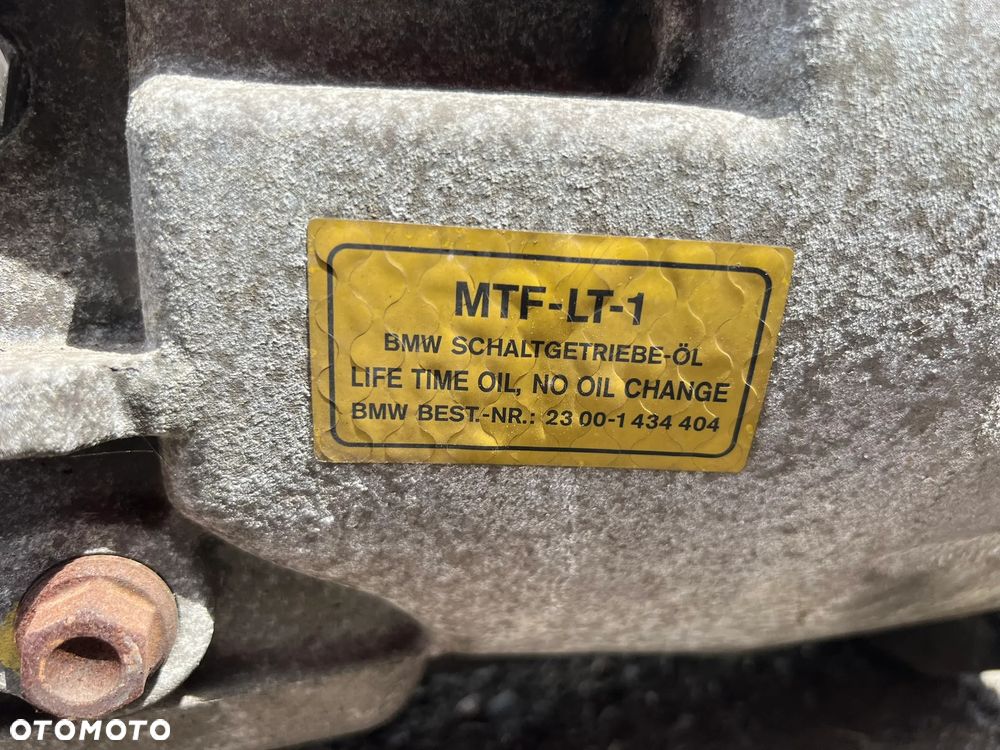 MTF-LT-1
BMW SCHALTGETRIEBE-ÖL
LIFE TIME OIL, NO OIL CHANGE
BMW BEST.-NR.: 23 00-1 434 404
OTOMOTO